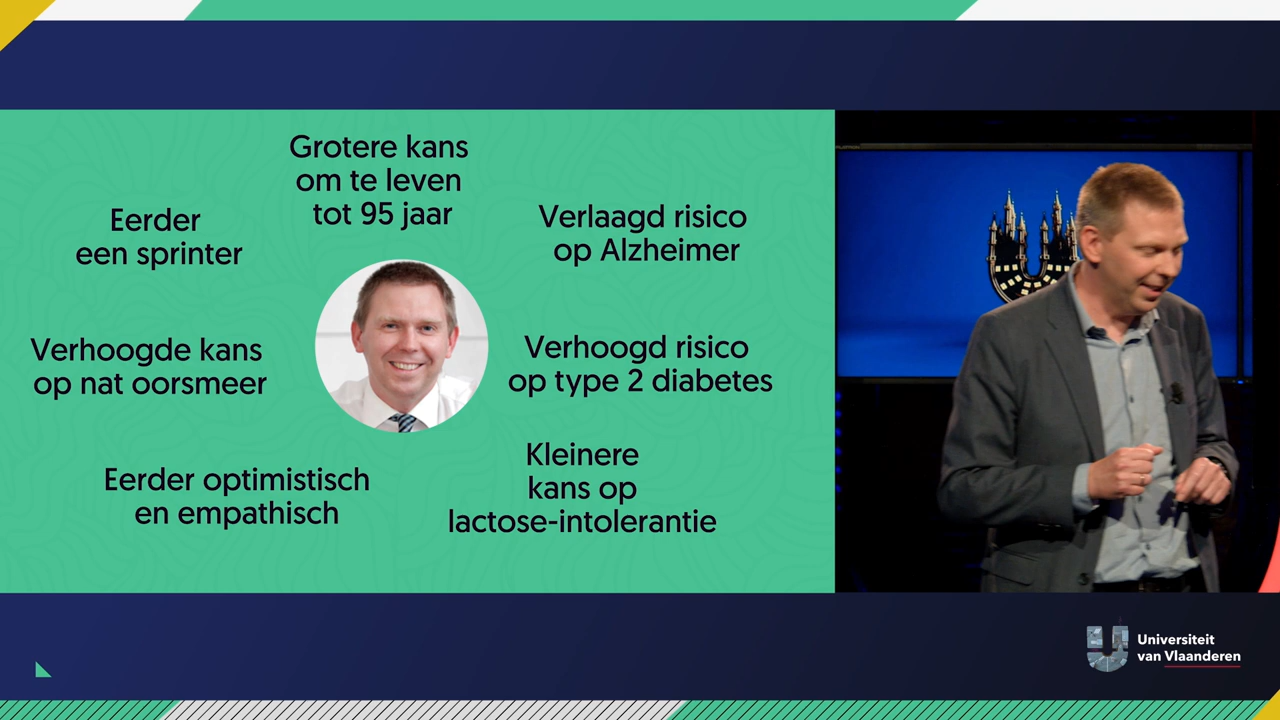 Grotere kans
om te leven
tot 95 jaar
Eerder
een sprinter
Verlaagd risico
op Alzheimer
Verhoogde kans
op nat oorsmeer
Verhoogd risico
op type 2 diabetes
Eerder optimistisch
en empathisch
Kleinere
kans op
lactose-intolerantie
Universiteit
van Vlaanderen